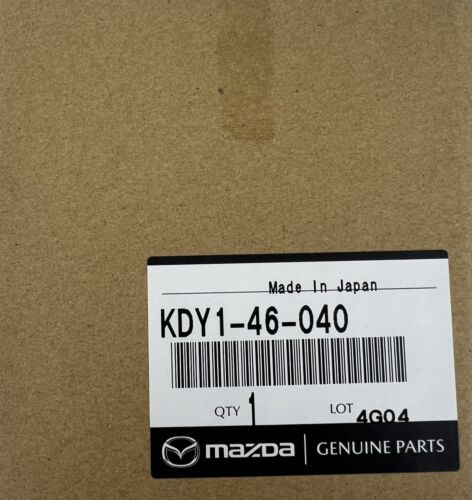 Made In Japan
KDY1-46-040
QTY 1 LOT 4G04
mazda GENUINE PARTS